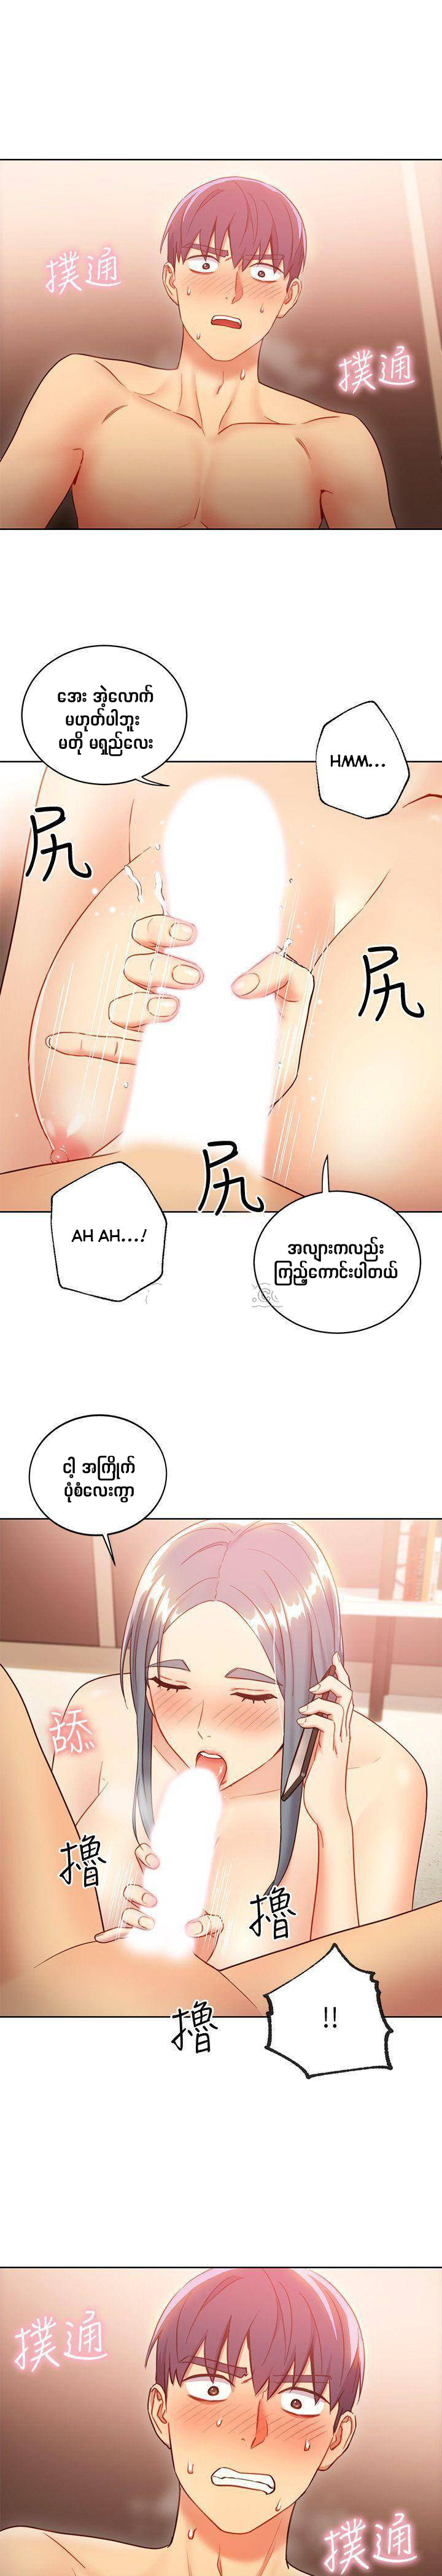 撲通
撲通
အေး အဲ့လောက်
မဟုတ်ပါဘူး
မတို မရှည်လေး
HMM...
尻
尻
尻
AH AH...!
အလျားကလည်း
ကြည့်ကောင်းပါတယ်
ငါ့ အကြိုက်
ပုံစံလေးကွာ
舔
擼
擼
擼
!!
撲通
撲通